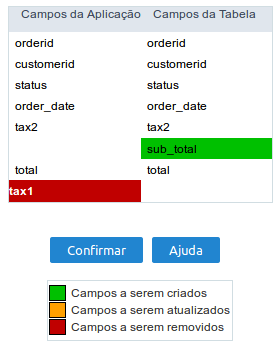 Campos da Aplicação Campos da Tabela
orderid orderid
customerid customerid
status status
order_date order_date
tax2 tax2
sub_total
total total
tax1
Confirmar Ajuda
Campos a serem criados
Campos a serem atualizados
Campos a serem removidos